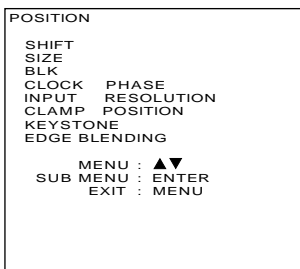 POSITION
SHIFT
SIZE
BLK
CLOCK PHASE
INPUT RESOLUTION
CLAMP POSITION
KEYSTONE
EDGE BLENDING
MENU : ▲▼
SUB MENU : ENTER
EXIT : MENU